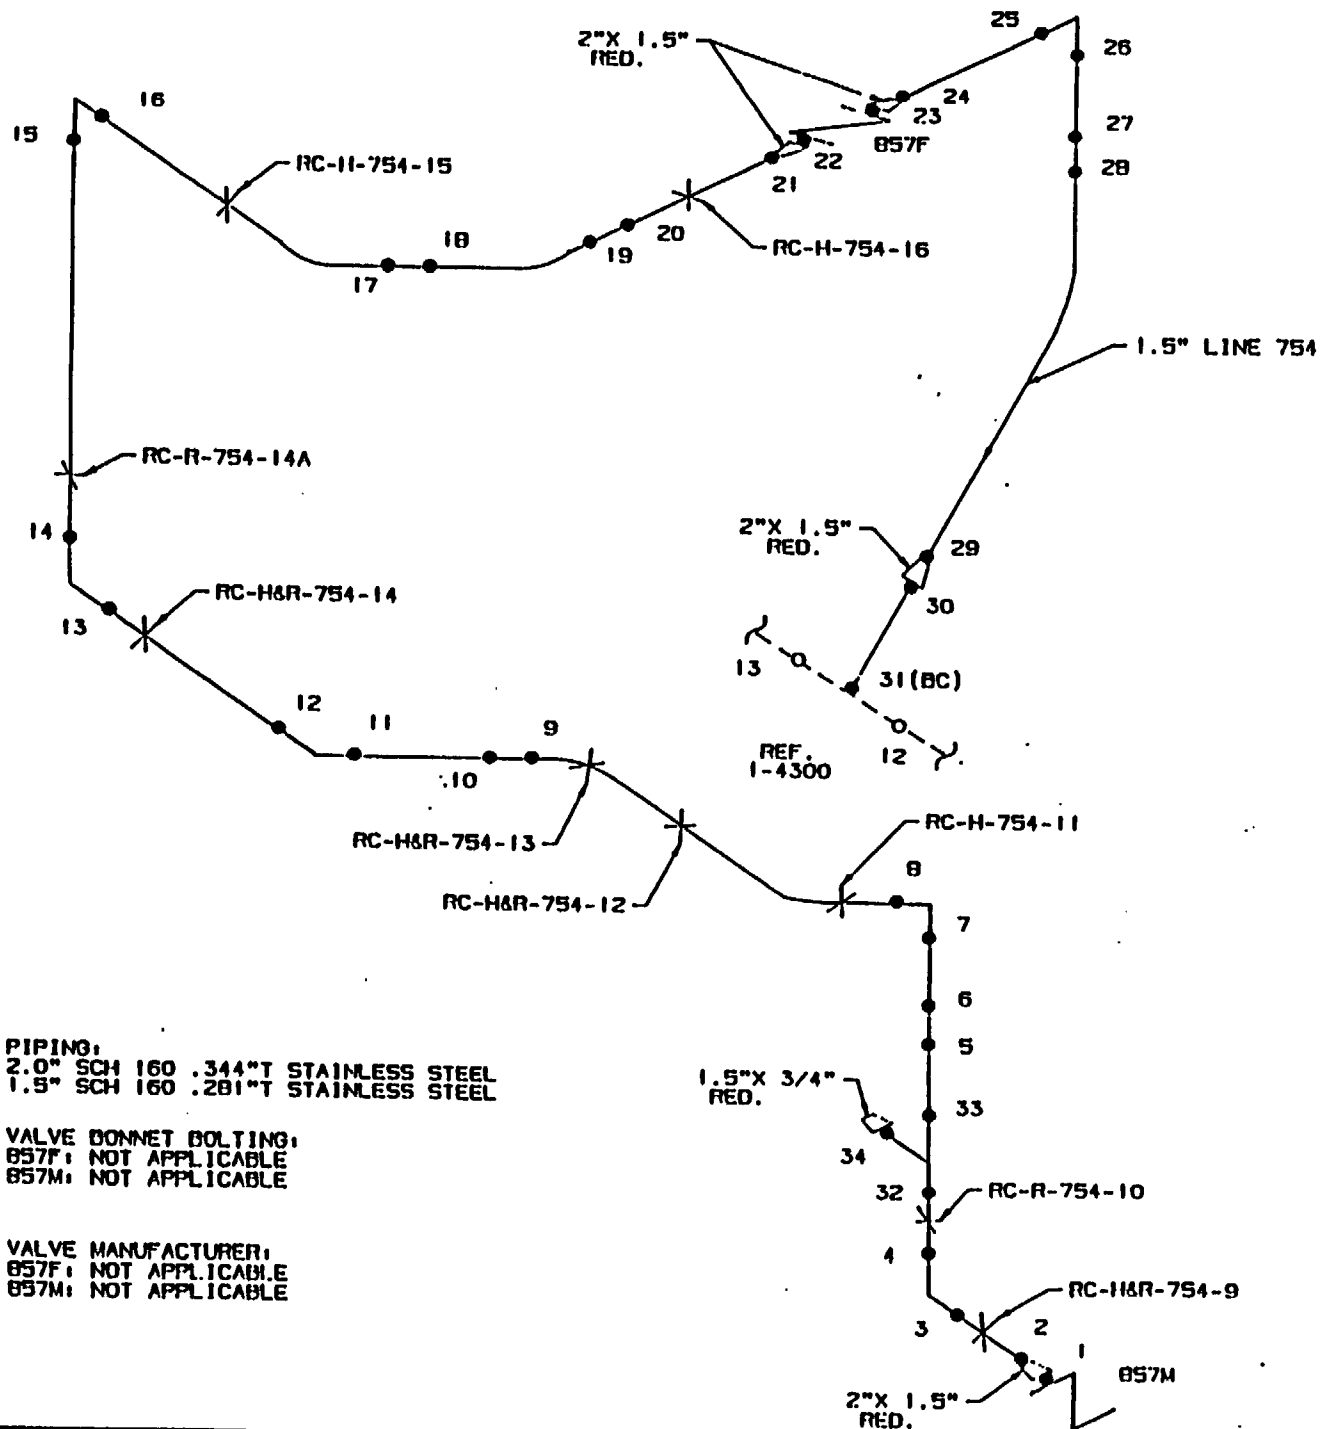 25
2"X 1.5"
RED.
26
24
16
23
15
27
857F
22
RC-H-754-15
28
21
18
20
RC-H-754-16
19
17
1.5" LINE 754
RC-R-754-14A
2"X 1.5"
RED.
14
29
RC-H&R-754-14
30
13
13
31(BC)
12
11
9
12
REF.
1-4300
10
RC-H-754-11
RC-H&R-754-13
8
RC-H&R-754-12
7
6
PIPING:
2.0" SCH 160 .344"T STAINLESS STEEL
1.5" SCH 160 .281"T STAINLESS STEEL
5
1.5"X 3/4"
RED.
33
VALVE BONNET BOLTING:
857F: NOT APPLICABLE
857M: NOT APPLICABLE
34
32
RC-R-754-10
VALVE MANUFACTURER:
857F: NOT APPLICABLE
857M: NOT APPLICABLE
4
RC-H&R-754-9
3
2
1
857M
2"X 1.5"
RED.